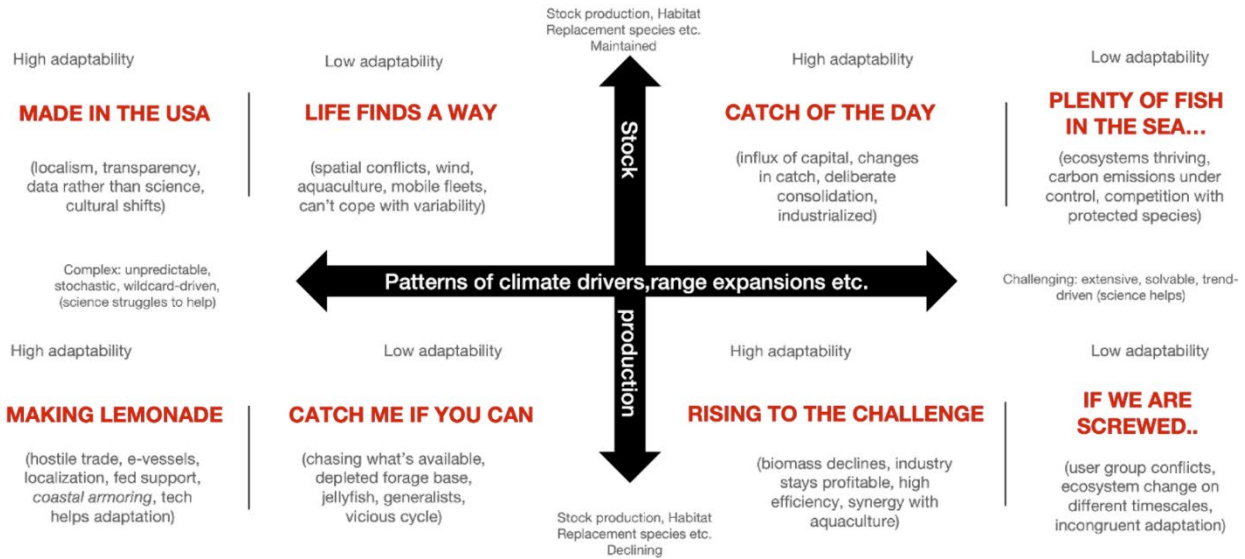 Stock production, Habitat
Replacement species etc.
Maintained
High adaptability
Low adaptability
High adaptability
Low adaptability
MADE IN THE USA
LIFE FINDS A WAY
CATCH OF THE DAY
PLENTY OF FISH
IN THE SEA...
(localism, transparency,
data rather than science,
cultural shifts)
(spatial conflicts, wind,
aquaculture, mobile fleets,
can't cope with variability)
(influx of capital, changes
in catch, deliberate
consolidation,
industrialized)
(ecosystems thriving,
carbon emissions under
control, competition with
protected species)
Stock
Complex: unpredictable,
stochastic, wildcard-driven,
(science struggles to help)
Patterns of climate drivers,range expansions etc.
Challenging: extensive, solvable, trend-
driven (science helps)
production
High adaptability
Low adaptability
High adaptability
Low adaptability
MAKING LEMONADE
CATCH ME IF YOU CAN
RISING TO THE CHALLENGE
IF WE ARE
SCREWED..
(hostile trade, e-vessels,
localization, fed support,
coastal armoring, tech
helps adaptation)
(chasing what's available,
depleted forage base,
jellyfish, generalists,
vicious cycle)
(biomass declines, industry
stays profitable, high
efficiency, synergy with
aquaculture)
(user group conflicts,
ecosystem change on
different timescales,
incongruent adaptation)
Stock production, Habitat
Replacement species etc.
Declining